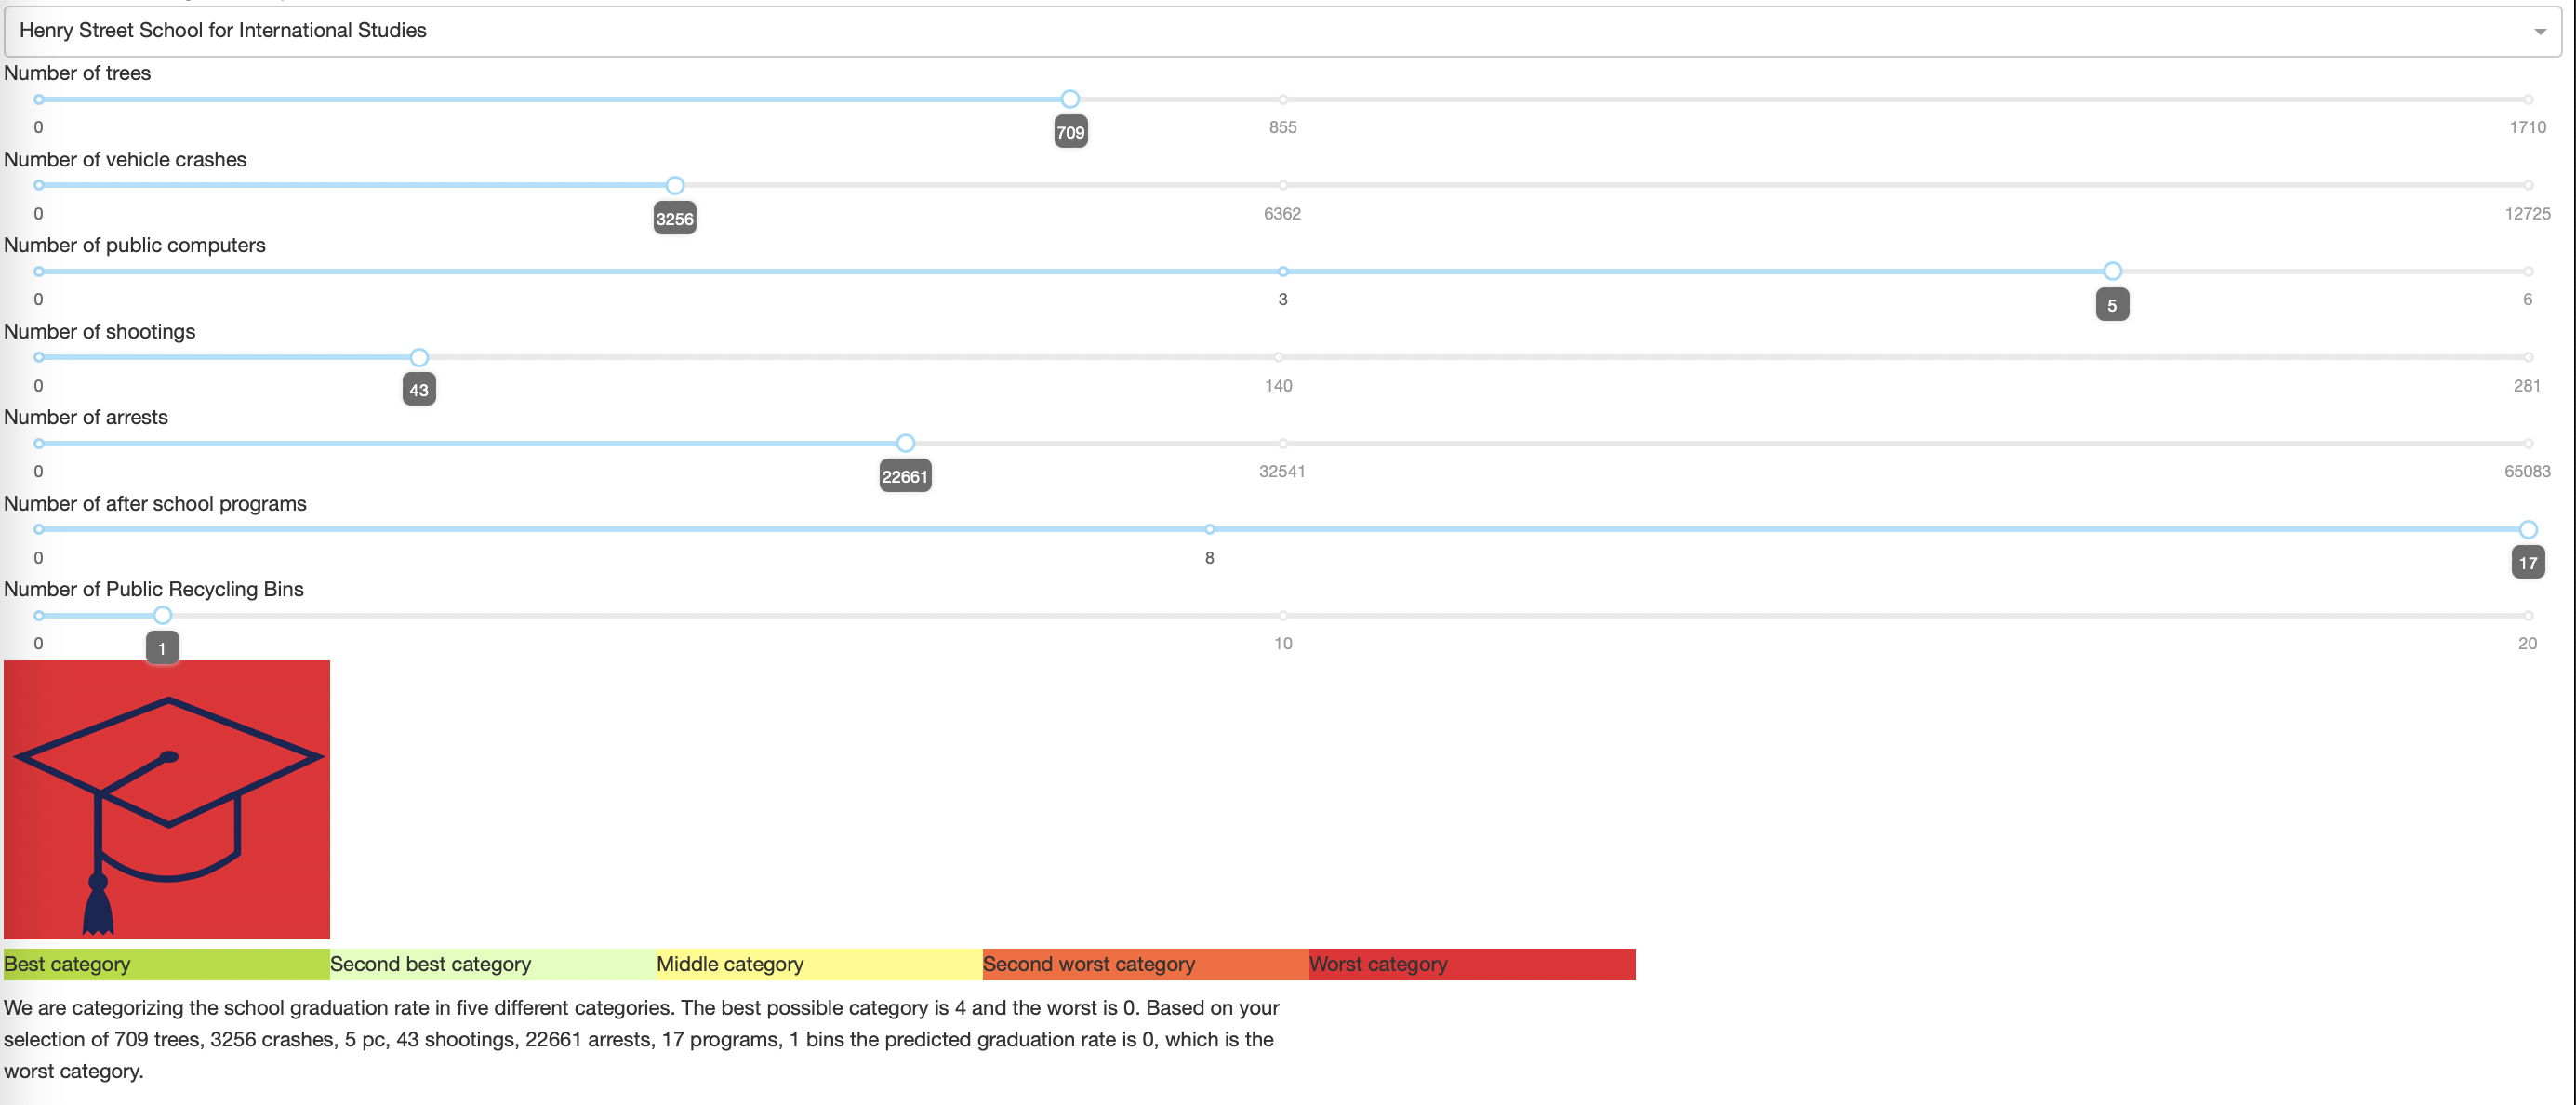 Henry Street School for International Studies
Number of trees
0 709 855 1710
Number of vehicle crashes
0 3256 6362 12725
Number of public computers
0 3 5 6
Number of shootings
0 43 140 281
Number of arrests
0 22661 32541 65083
Number of after school programs
0 8 17
Number of Public Recycling Bins
0 1 10 20
Best category Second best category Middle category Second worst category Worst category
We are categorizing the school graduation rate in five different categories. The best possible category is 4 and the worst is 0. Based on your
selection of 709 trees, 3256 crashes, 5 pc, 43 shootings, 22661 arrests, 17 programs, 1 bins the predicted graduation rate is 0, which is the
worst category.